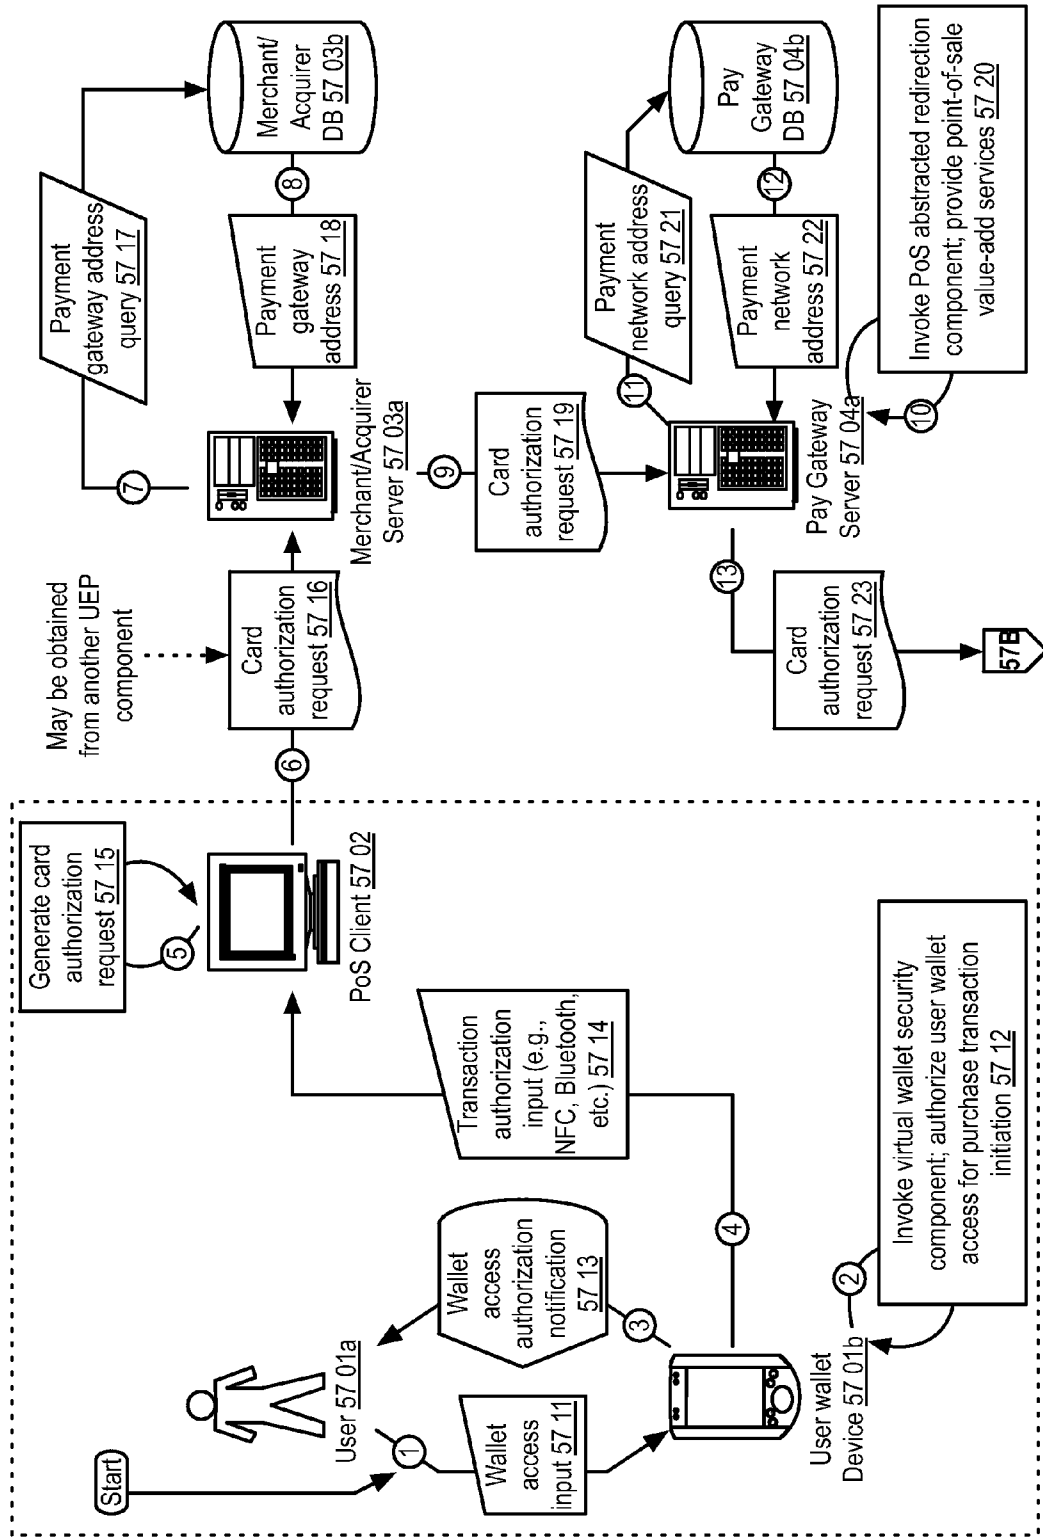 Start
User 57 01a
1
Wallet
access
input 57 11
Wallet
access
authorization
notification
57 13
3
User wallet
Device 57 01b
2
Invoke virtual wallet security
component; authorize user wallet
access for purchase transaction
initiation 57 12
4
Transaction
authorization
input (e.g.,
NFC, Bluetooth,
etc.) 57 14
Generate card
authorization
request 57 15
5
PoS Client 57 02
6
May be obtained
from another UEP
component
Card
authorization
request 57 16
7
Payment
gateway address
query 57 17
Merchant/Acquirer
Server 57 03a
Merchant/
Acquirer
DB 57 03b
8
Payment
gateway
address 57 18
9
Card
authorization
request 57 19
Pay Gateway
Server 57 04a
10
Invoke PoS abstracted redirection
component; provide point-of-sale
value-add services 57 20
11
Payment
network address
query 57 21
Pay
Gateway
DB 57 04b
12
Payment
network
address 57 22
13
Card
authorization
request 57 23
57B